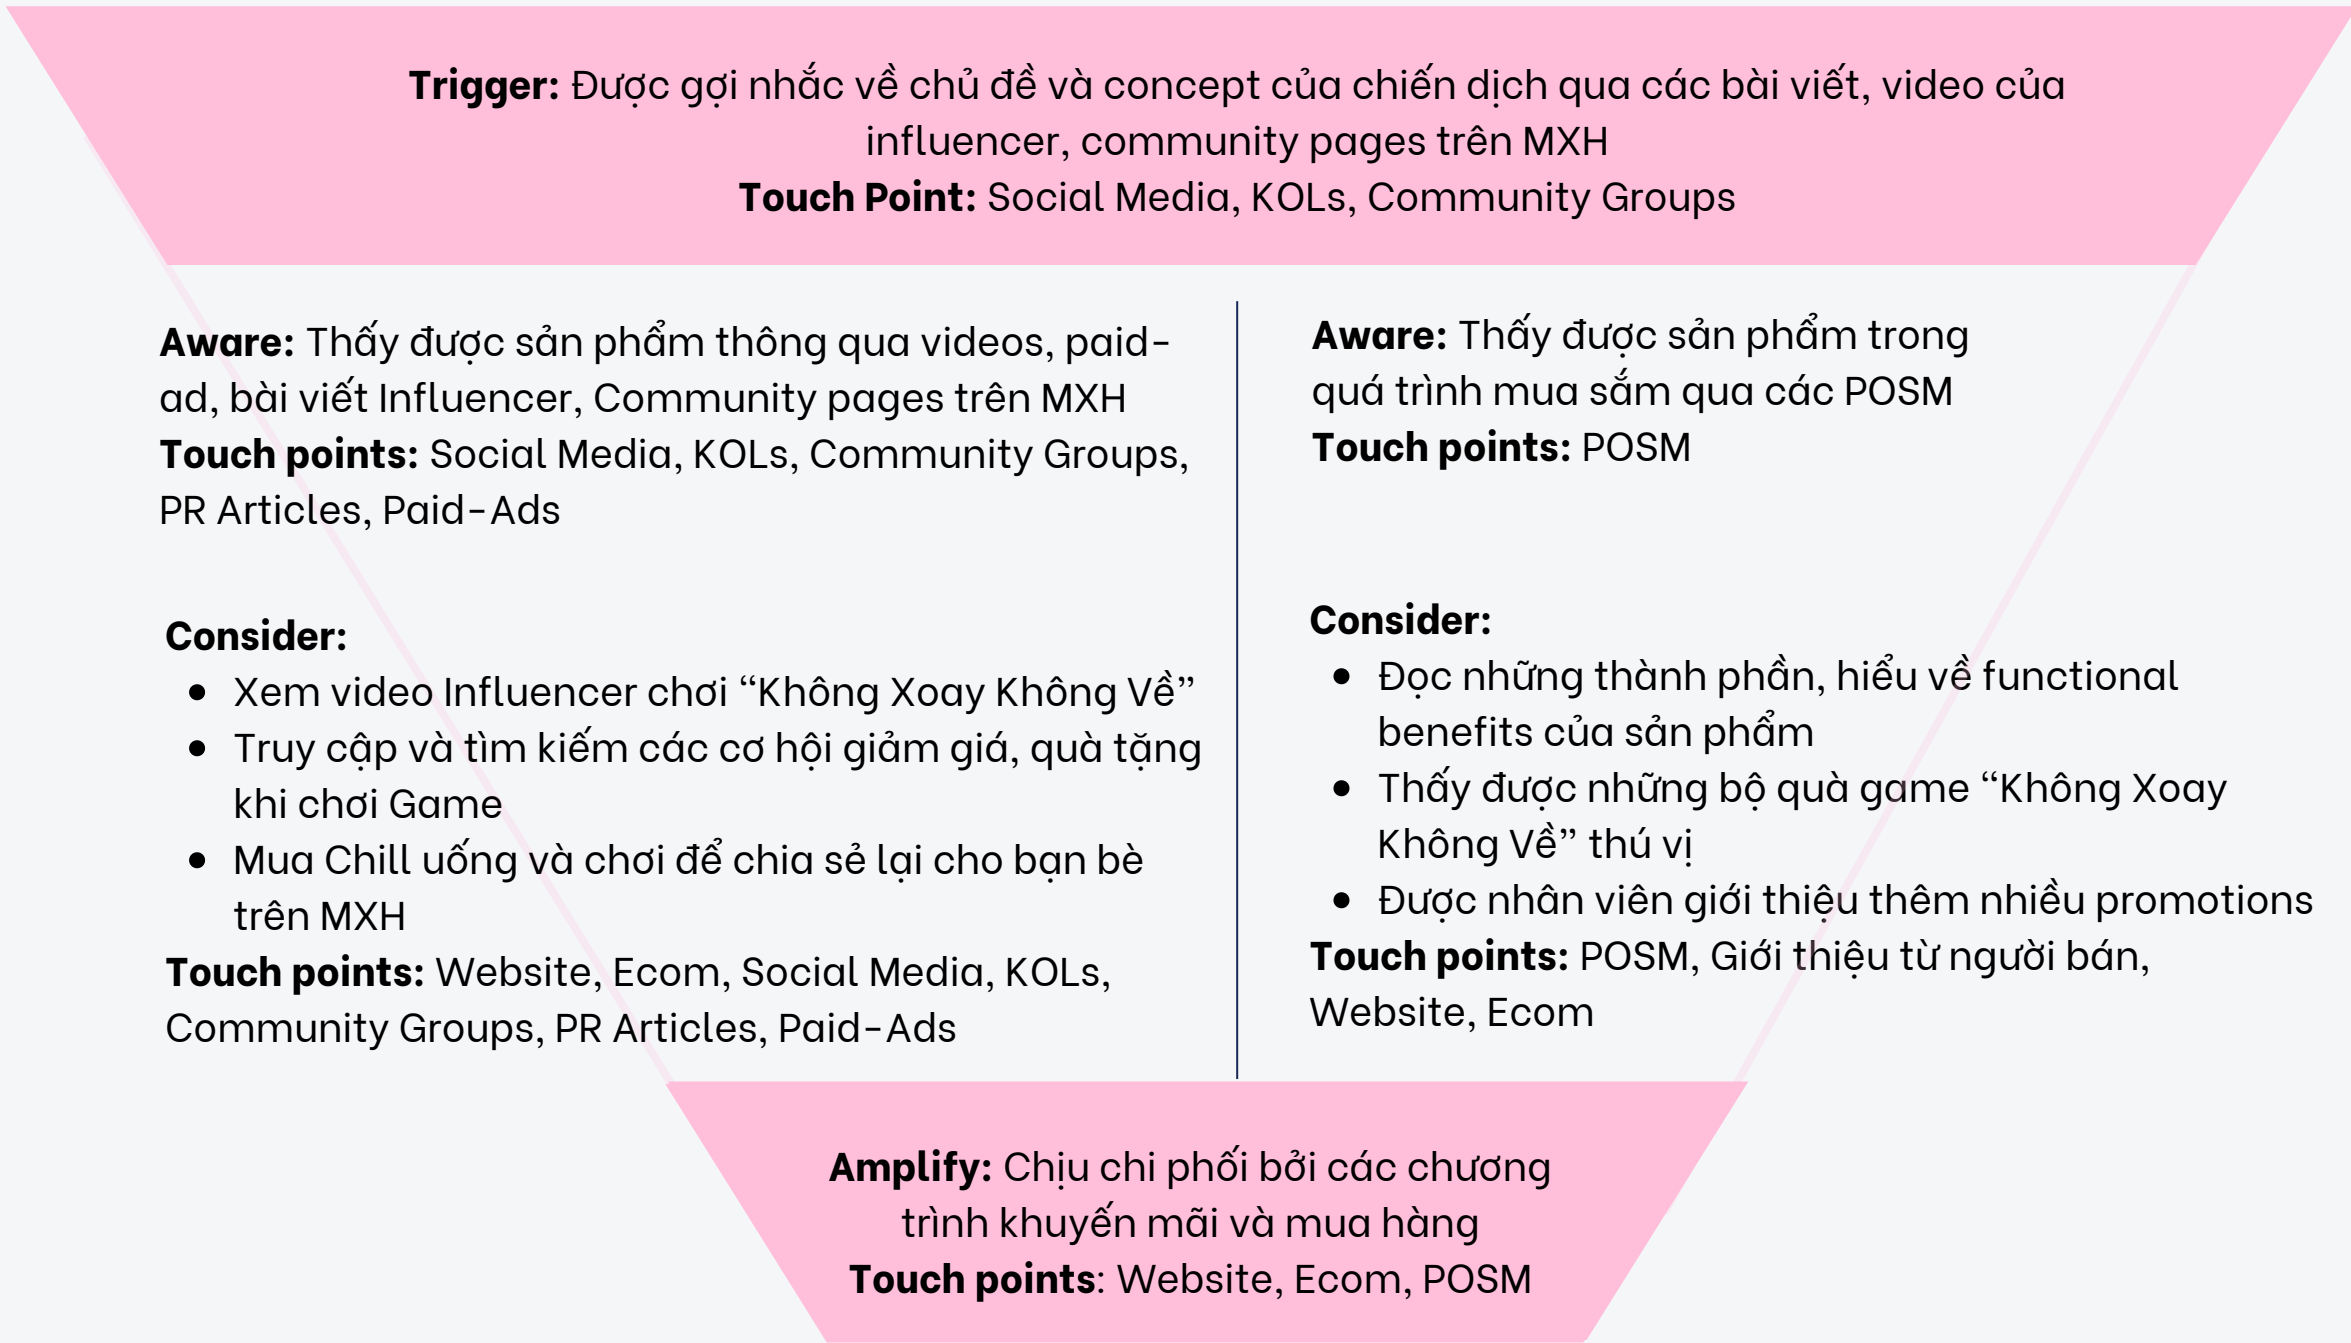 Trigger: Được gợi nhắc về chủ đề và concept của chiến dịch qua các bài viết, video của
influencer, community pages trên MXH
Touch Point: Social Media, KOLs, Community Groups
Aware: Thấy được sản phẩm thông qua videos, paid-
ad, bài viết Influencer, Community pages trên MXH
Touch points: Social Media, KOLs, Community Groups,
PR Articles, Paid-Ads
Consider:
• Xem video Influencer chơi “Không Xoay Không Về”
• Truy cập và tìm kiếm các cơ hội giảm giá, quà tặng
khi chơi Game
• Mua Chill uống và chơi để chia sẻ lại cho bạn bè
trên MXH
Touch points: Website, Ecom, Social Media, KOLs,
Community Groups, PR Articles, Paid-Ads
Aware: Thấy được sản phẩm trong
quá trình mua sắm qua các POSM
Touch points: POSM
Consider:
• Đọc những thành phần, hiểu về functional
benefits của sản phẩm
• Thấy được những bộ quà game “Không Xoay
Không Về” thú vị
• Được nhân viên giới thiệu thêm nhiều promotions
Touch points: POSM, Giới thiệu từ người bán,
Website, Ecom
Amplify: Chịu chi phối bởi các chương
trình khuyến mãi và mua hàng
Touch points: Website, Ecom, POSM